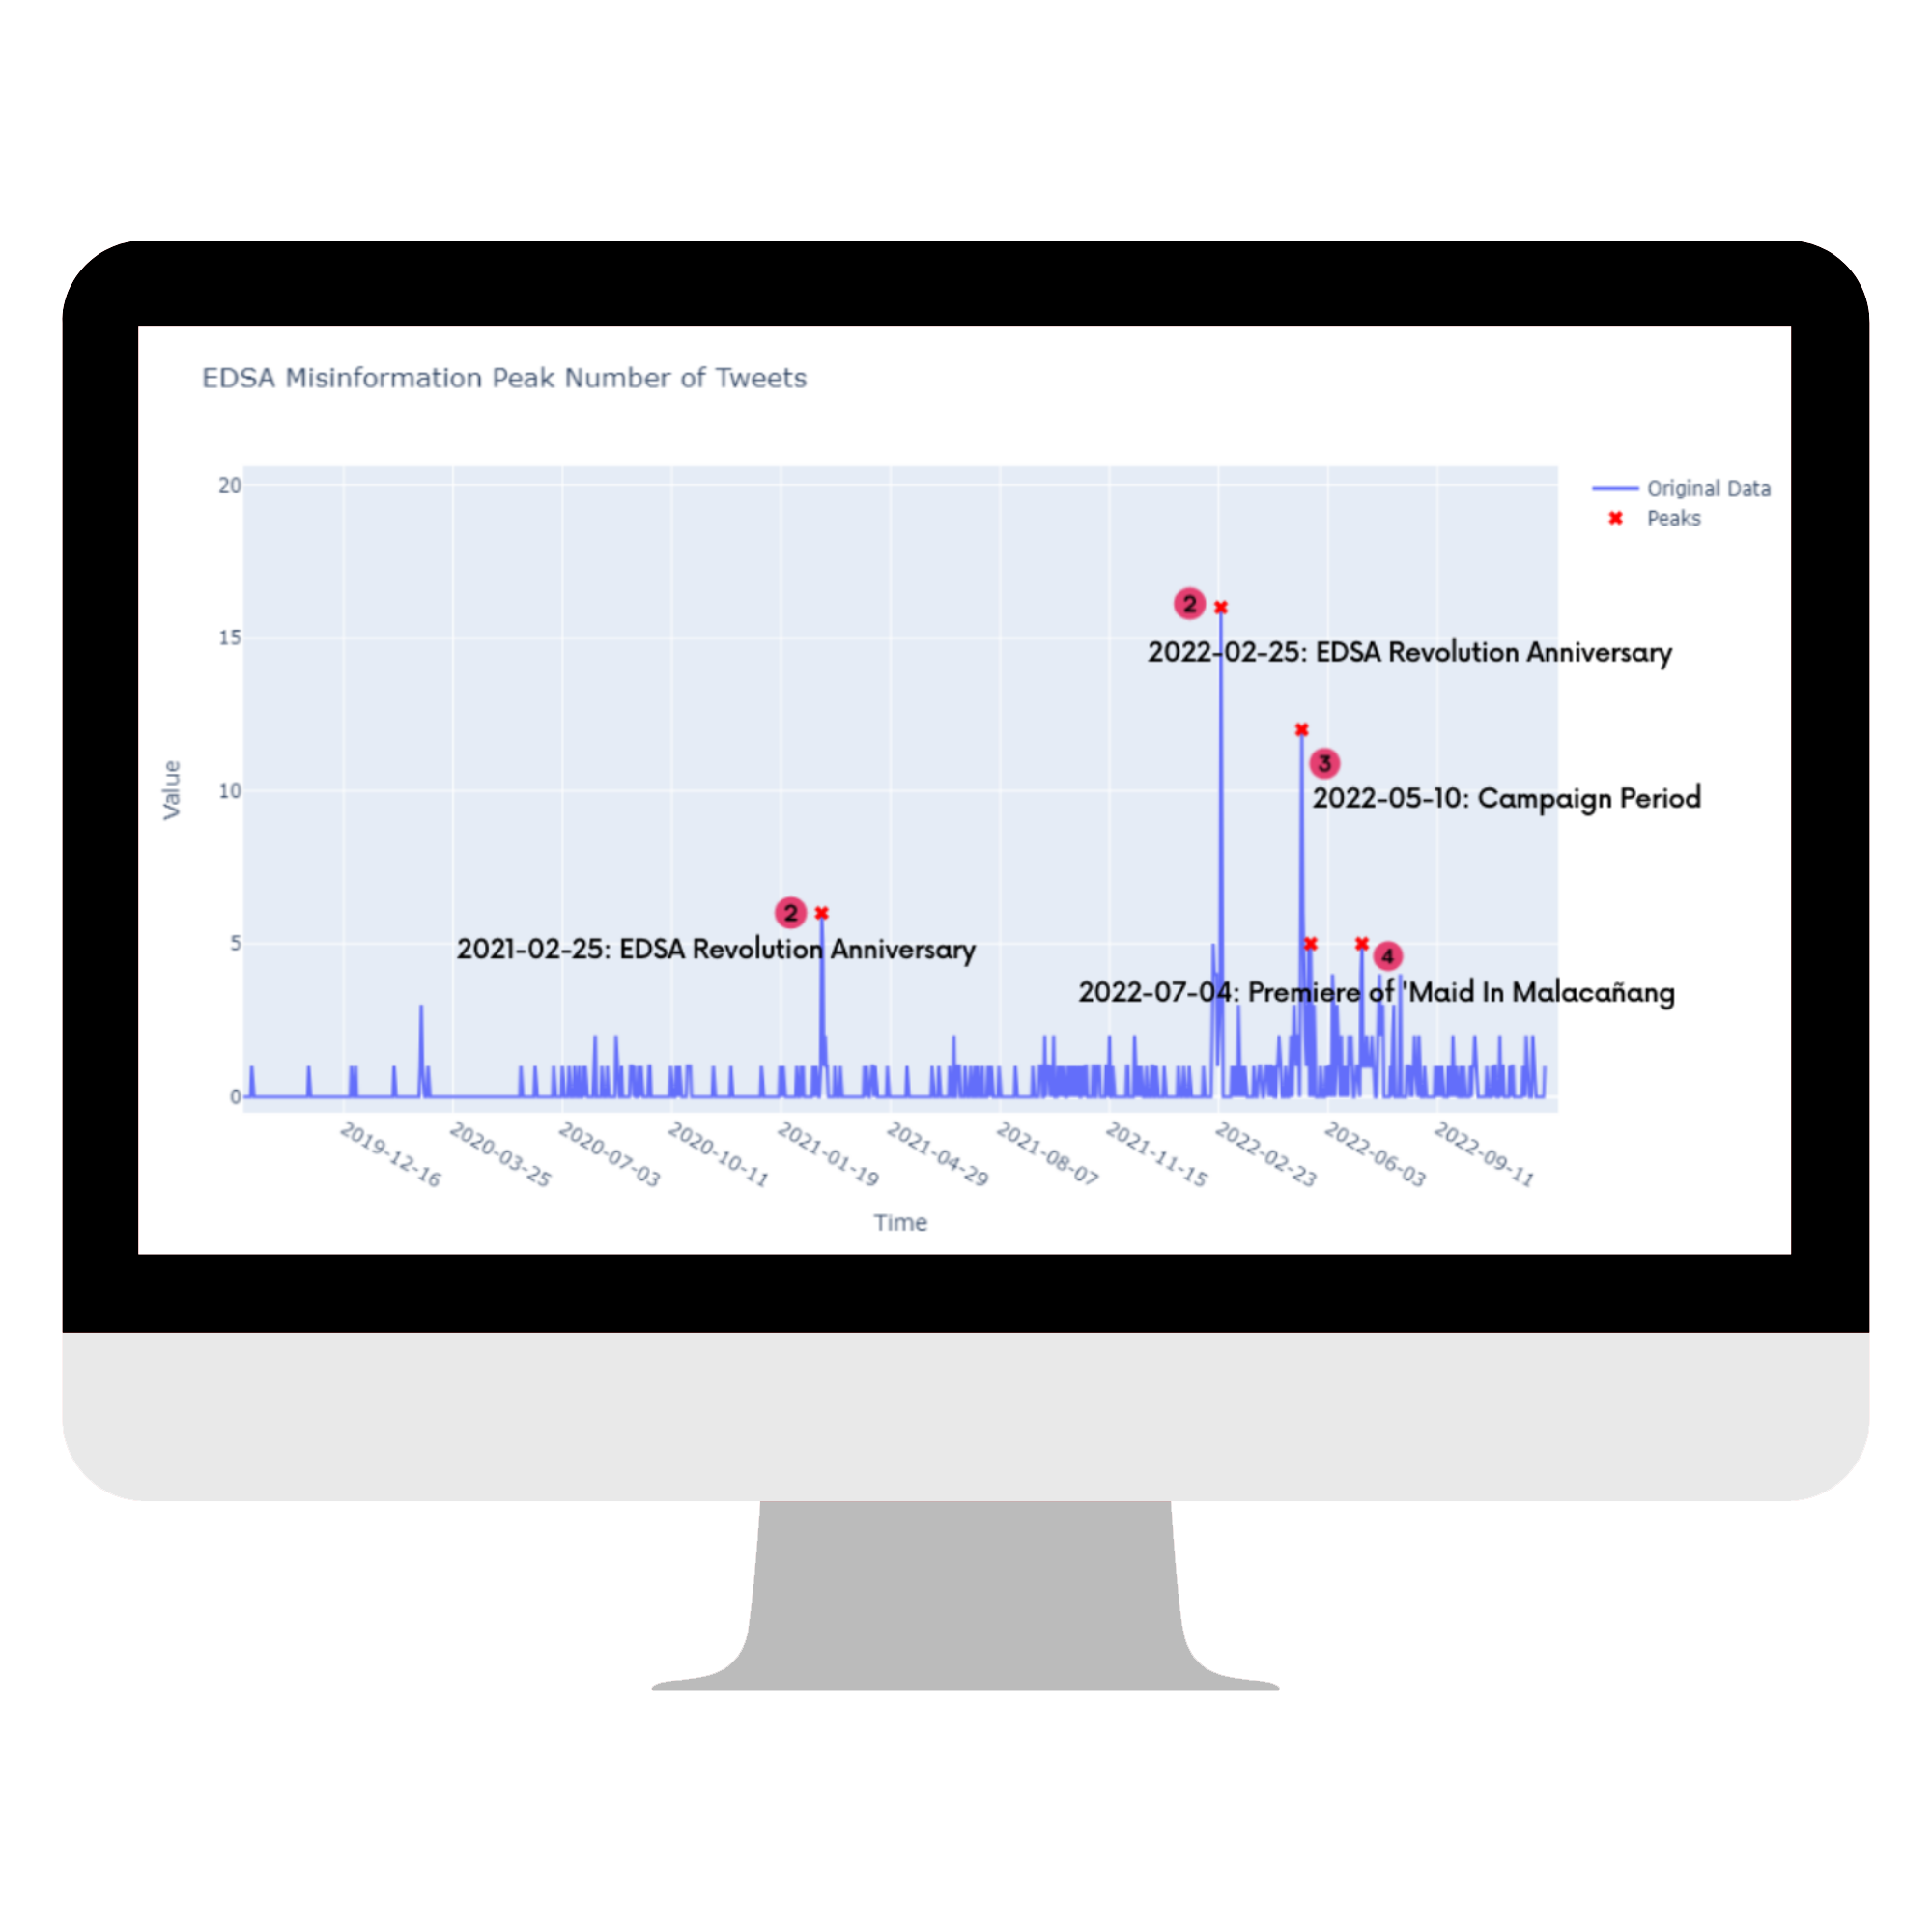 EDSA Misinformation Peak Number of Tweets
20
15
10
5
0
Value
Original Data
Peaks
2
2022-02-25: EDSA Revolution Anniversary
3
2022-05-10: Campaign Period
2
2021-02-25: EDSA Revolution Anniversary
4
2022-07-04: Premiere of 'Maid In Malacañang
2019-12-16
2020-03-25
2020-07-03
2020-10-11
2021-01-19
2021-04-29
2021-08-07
2021-11-15
2022-02-23
2022-06-03
2022-09-11
Time